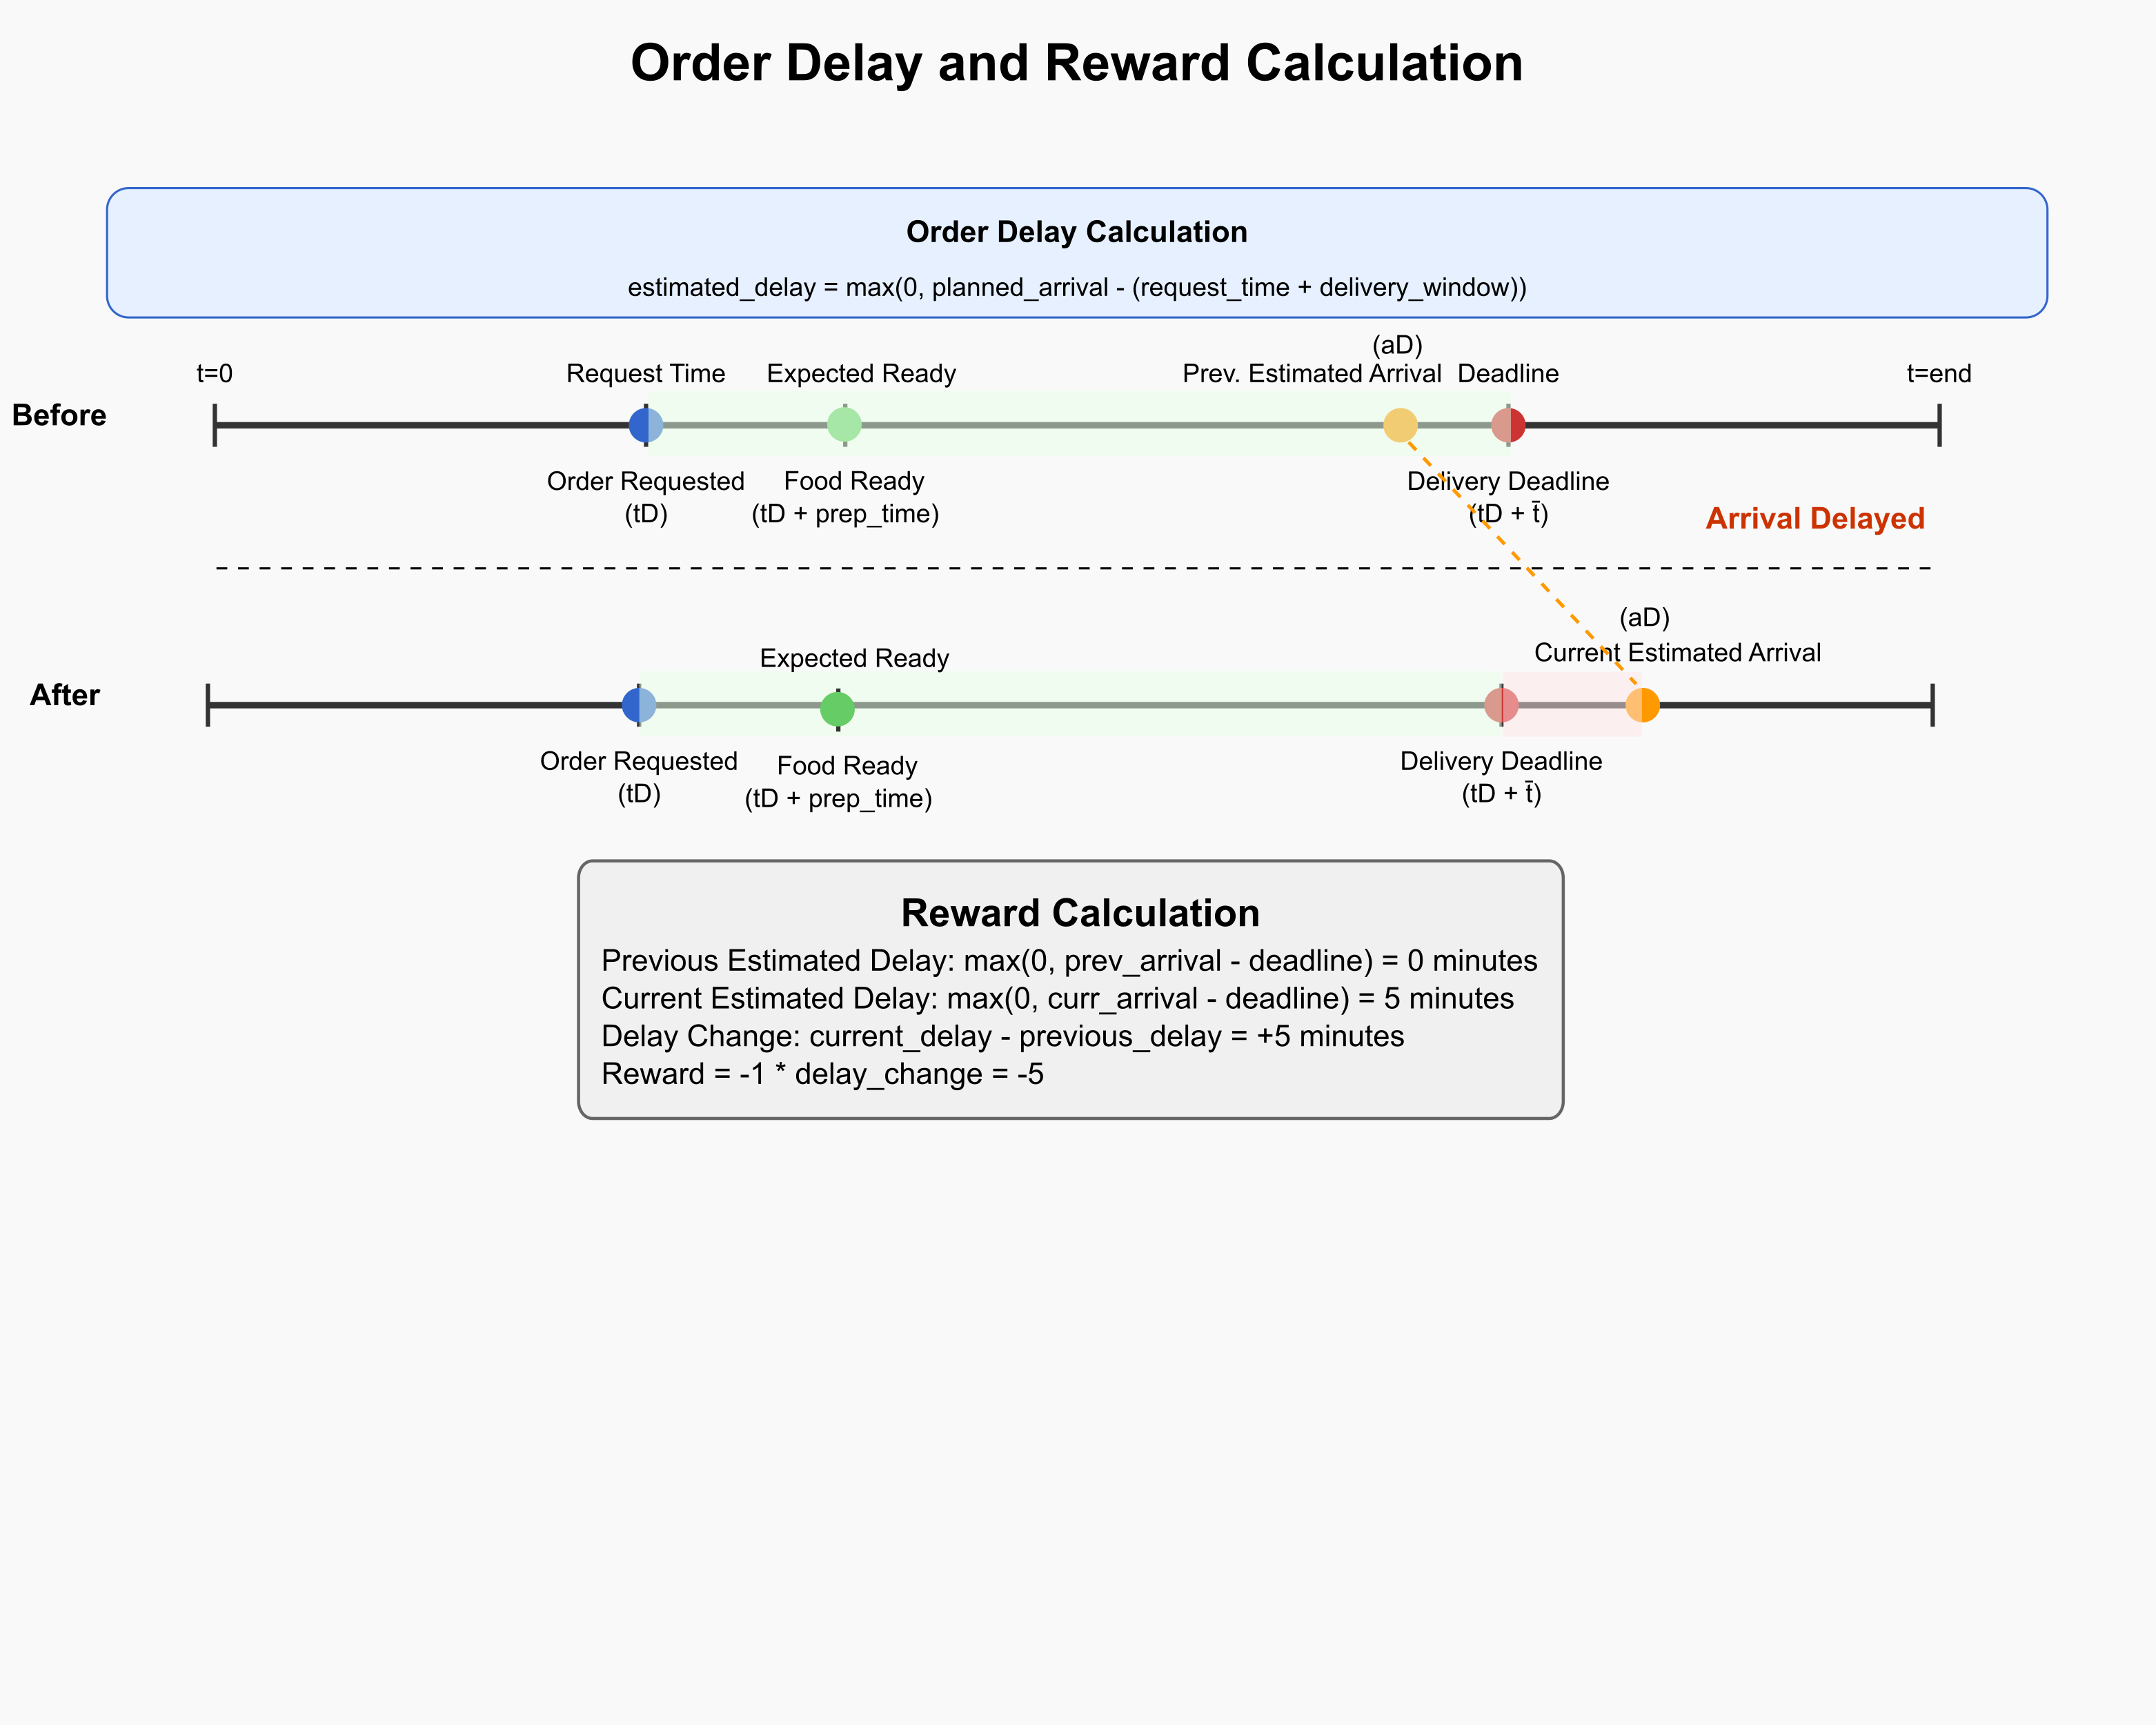 Order Delay and Reward Calculation
Order Delay Calculation
estimated_delay = max(0, planned_arrival - (request_time + delivery_window))
(aD)
t=0
Request Time
Expected Ready
Prev. Estimated Arrival
Deadline
t=end
Before
Order Requested
(tD)
Food Ready
(tD + prep_time)
Delivery Deadline
(tD + t̄)
Arrival Delayed
(aD)
Current Estimated Arrival
Expected Ready
After
Order Requested
(tD)
Food Ready
(tD + prep_time)
Delivery Deadline
(tD + t̄)
Reward Calculation
Previous Estimated Delay: max(0, prev_arrival - deadline) = 0 minutes
Current Estimated Delay: max(0, curr_arrival - deadline) = 5 minutes
Delay Change: current_delay - previous_delay = +5 minutes
Reward = -1 * delay_change = -5